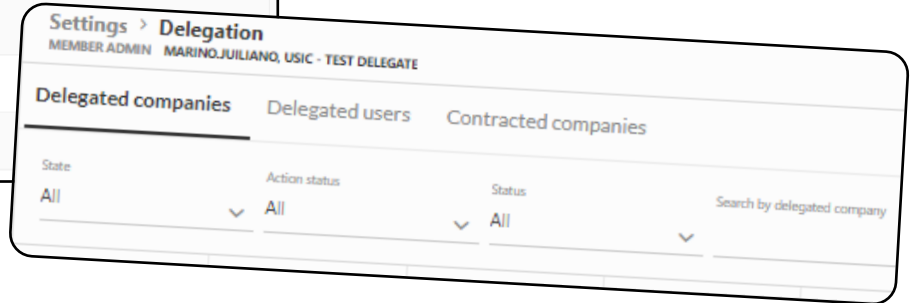 Settings > Delegation
MEMBER ADMIN MARINO.JUILIANO, USIC - TEST DELEGATE
Delegated companies Delegated users Contracted companies
State Action status Status Search by delegated company
All All All